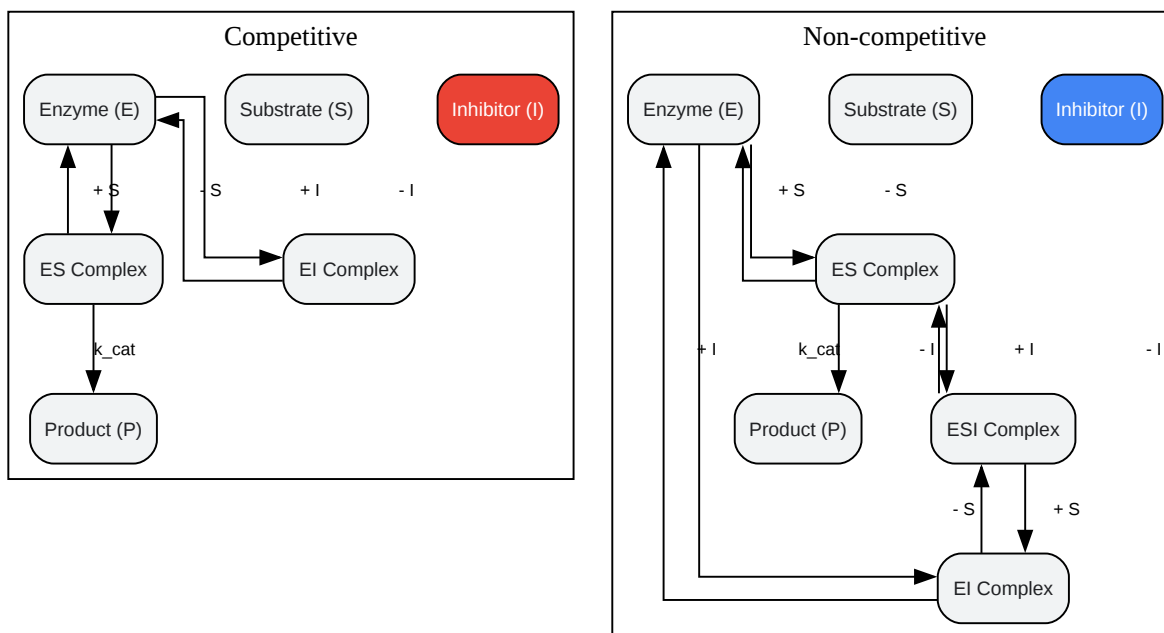 Competitive
Enzyme (E)
Substrate (S)
Inhibitor (I)
+ S
- S
+ I
- I
ES Complex
EI Complex
k_cat
Product (P)
Non-competitive
Enzyme (E)
Substrate (S)
Inhibitor (I)
+ S
- S
ES Complex
+ I
k_cat
- I
+ I
- I
Product (P)
ESI Complex
- S
+ S
EI Complex